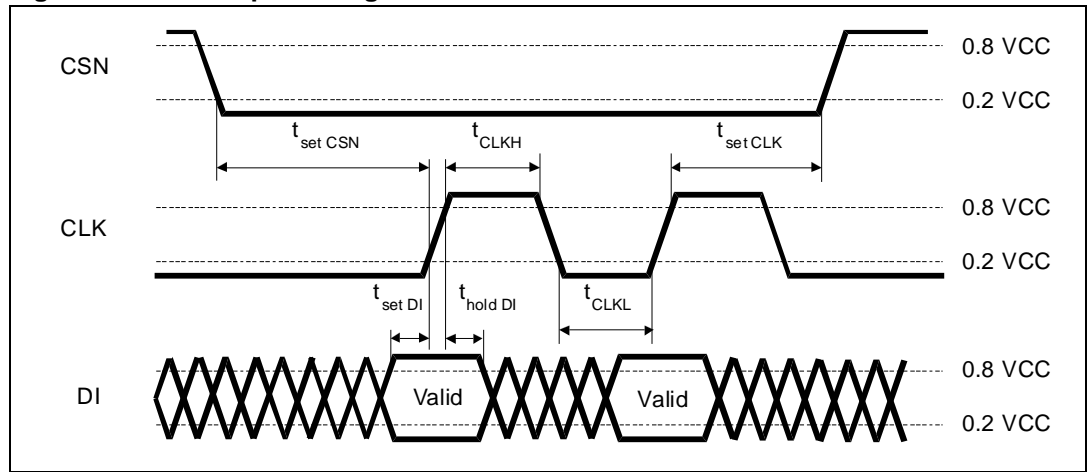 CSN
0.8 VCC
0.2 VCC
t set CSN
t CLKH
t set CLK
CLK
0.8 VCC
0.2 VCC
t set DI
t hold DI
t CLKL
DI
Valid
Valid
0.8 VCC
0.2 VCC